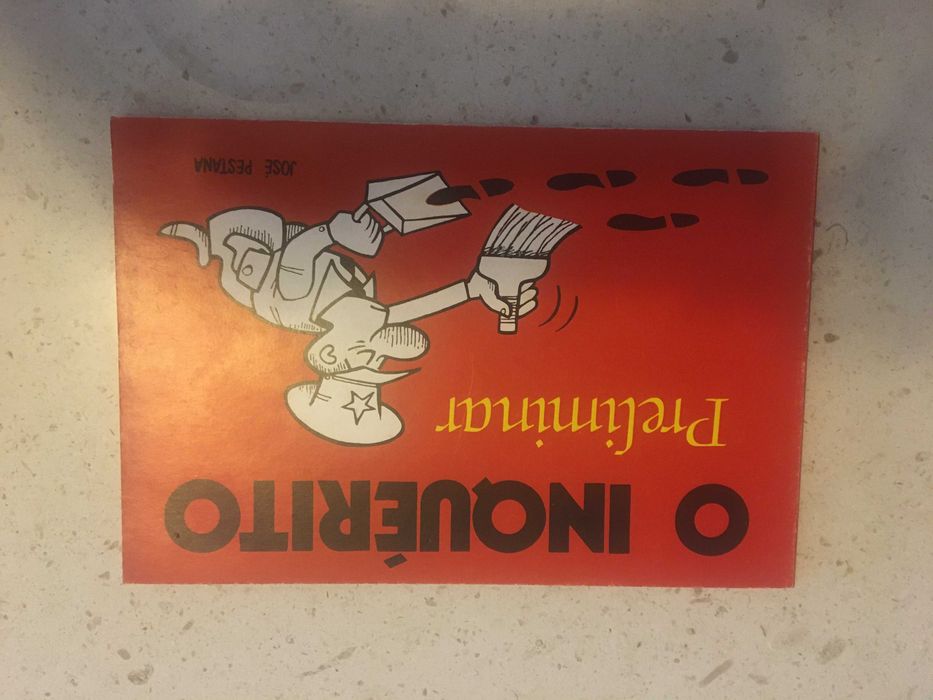 O INQUÉRITO
Preliminar
JOSÉ PESTANA